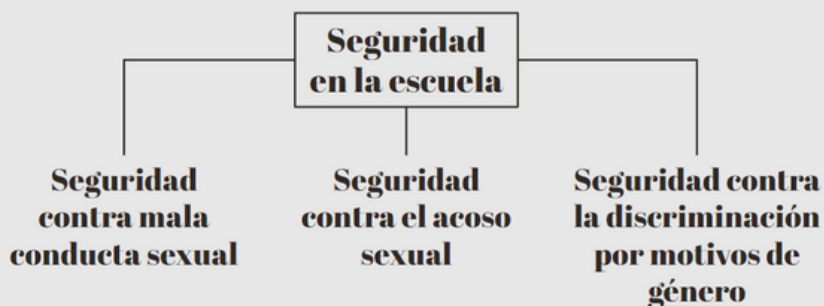 Seguridad
en la escuela
Seguridad
contra mala
conducta sexual
Seguridad
contra el acoso
sexual
Seguridad contra
la discriminación
por motivos de
género